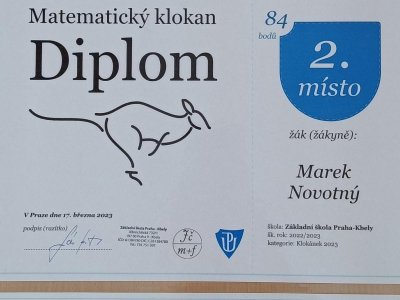 Matematický klokan
Diplom
84
bodů
2.
místo
žák (žákyně):
Marek
Novotný
V Praze dne 17. března 2023
podpis (razítko)
Základní škola Praha-Kbely
škola: Základní škola Praha-Kbely
šk. rok: 2022/2023
kategorie: Klokánek 2023
m+f